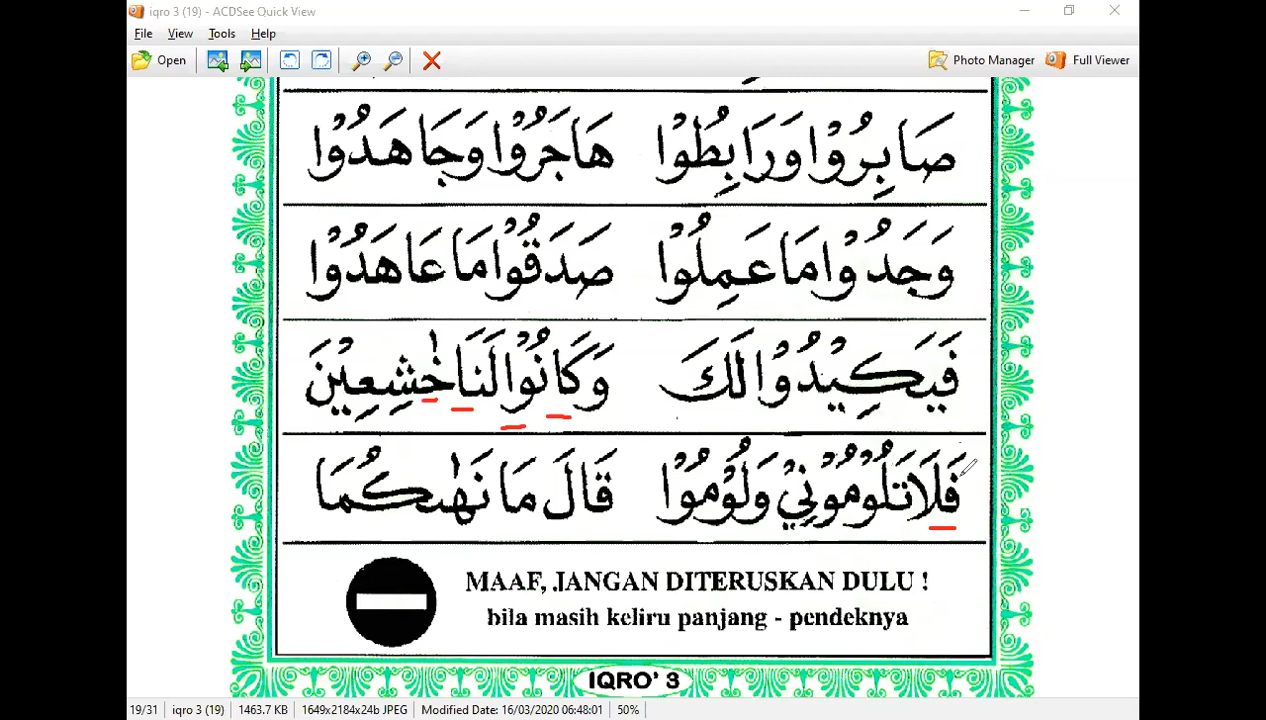 iqro 3 (19) - ACDSee Quick View
File View Tools Help
Open Photo Manager Full Viewer
صَابِرُوْا وَرَابِطُوْا هَاجَرُوْا وَجَاهَدُوْا
وَجَدُوْا مَا عَمِلُوْا صَدَقُوْا مَا عَاهَدُوْا
فَيَكِيْدُوْا لَكَ وَكَانُوْا لَنَا خٰشِعِيْنَ
فَلَا تَلُوْمُوْنِيْ وَلُوْمُوْا قَالَ مَا نَهٰىكُمَا
MAAF, JANGAN DITERUSKAN DULU !
bila masih keliru panjang - pendeknya
IQRO' 3
19/31 iqro 3 (19) 1463.7 KB 1649x2184x24b JPEG Modified Date: 16/03/2020 06:48:01 50%